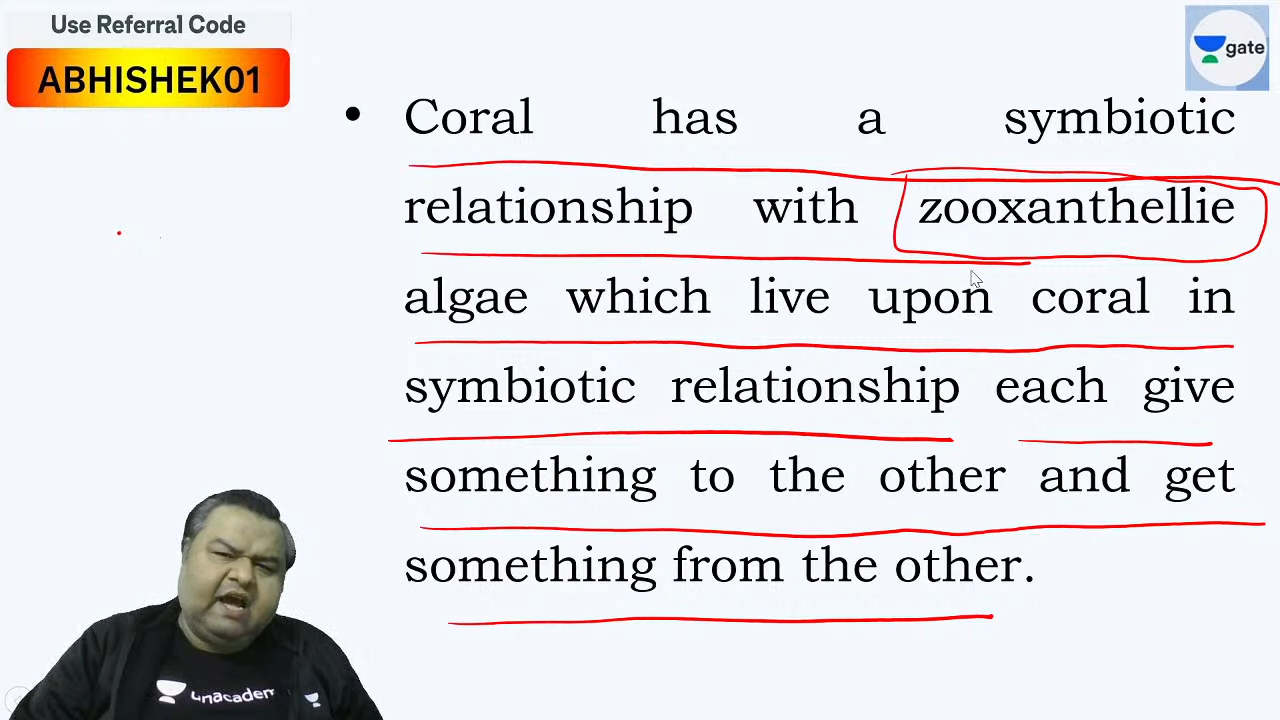 Use Referral Code
ABHISHEK01
gate
• Coral has a symbiotic
relationship with zooxanthellie
algae which live upon coral in
symbiotic relationship each give
something to the other and get
something from the other.
unacadem